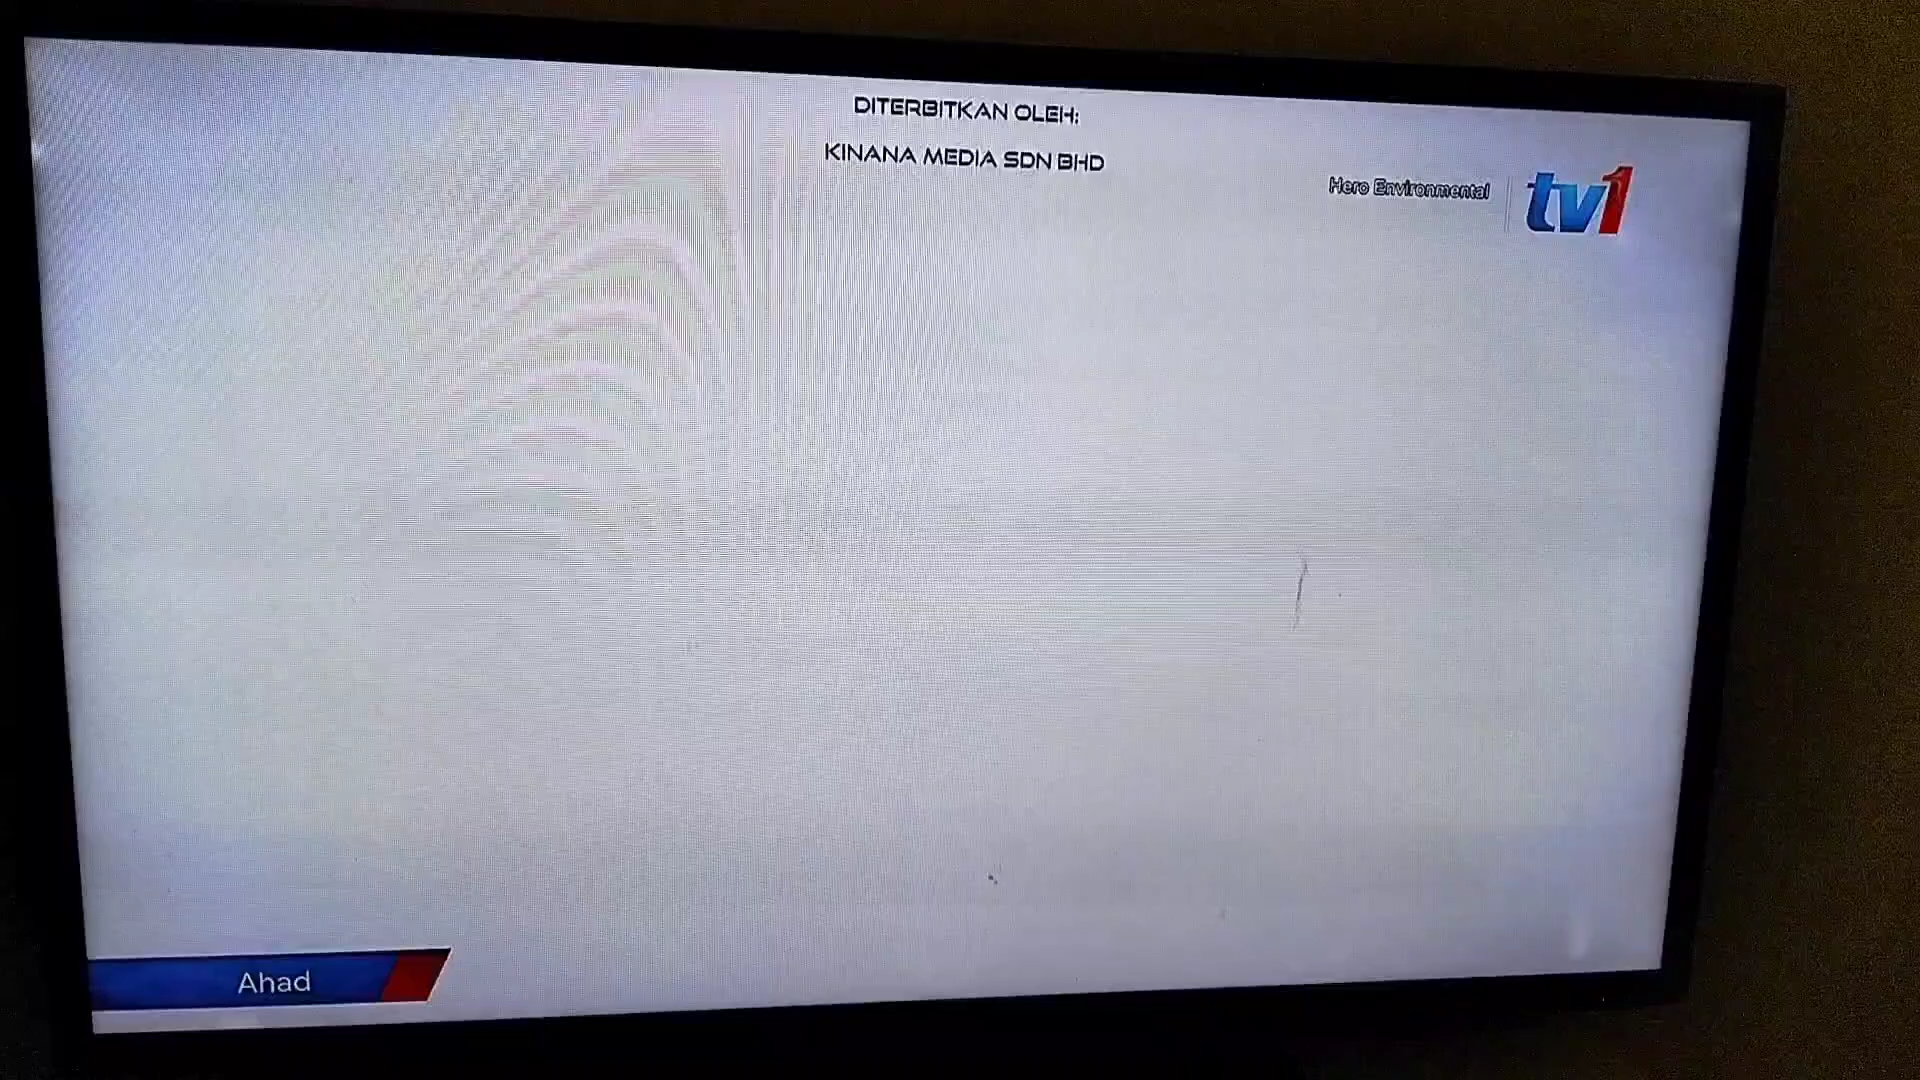 DITERBITKAN OLEH:
KINANA MEDIA SDN BHD
Hero Environmental
tv1
Ahad